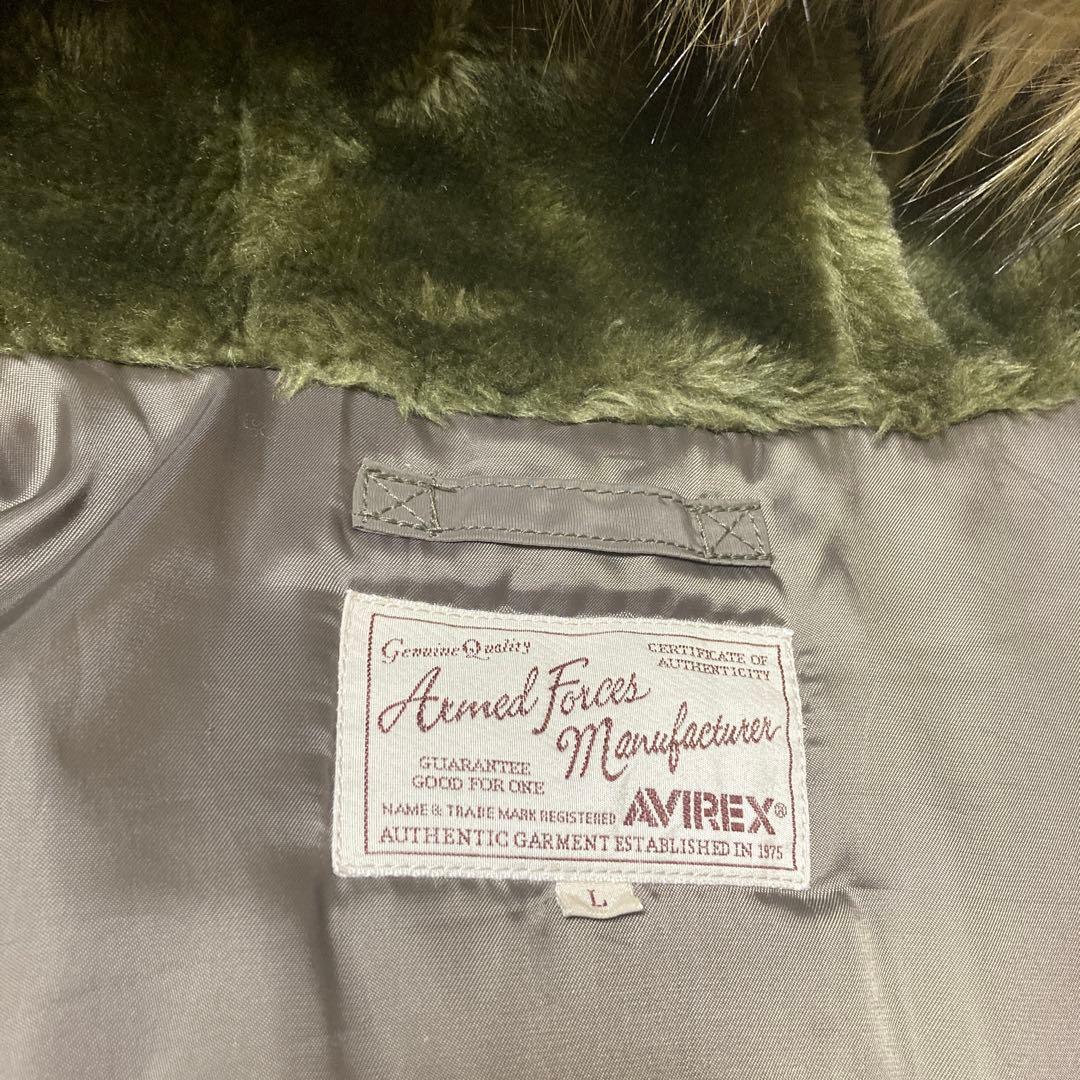 Genuine Quality
CERTIFICATE OF
AUTHENTICITY
Armed Forces
Manufacturer
GUARANTEE
GOOD FOR ONE
NAME & TRADE MARK REGISTERED AVIREX®
AUTHENTIC GARMENT ESTABLISHED IN 1975
L